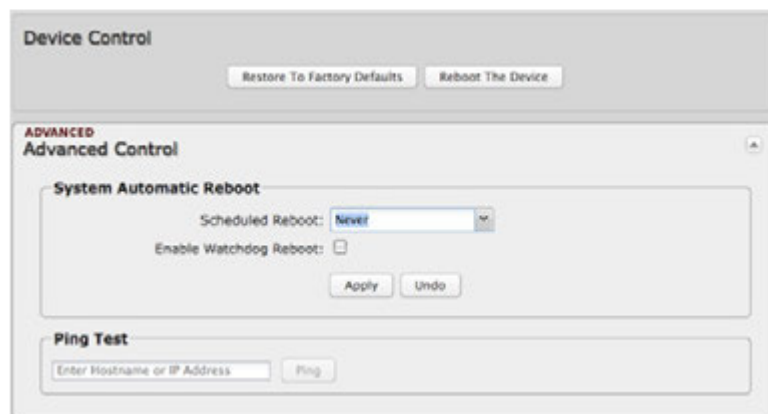 Device Control
Restore To Factory Defaults Reboot The Device
ADVANCED
Advanced Control
System Automatic Reboot
Scheduled Reboot: Never
Enable Watchdog Reboot:
Apply Undo
Ping Test
Enter Hostname or IP Address Ping